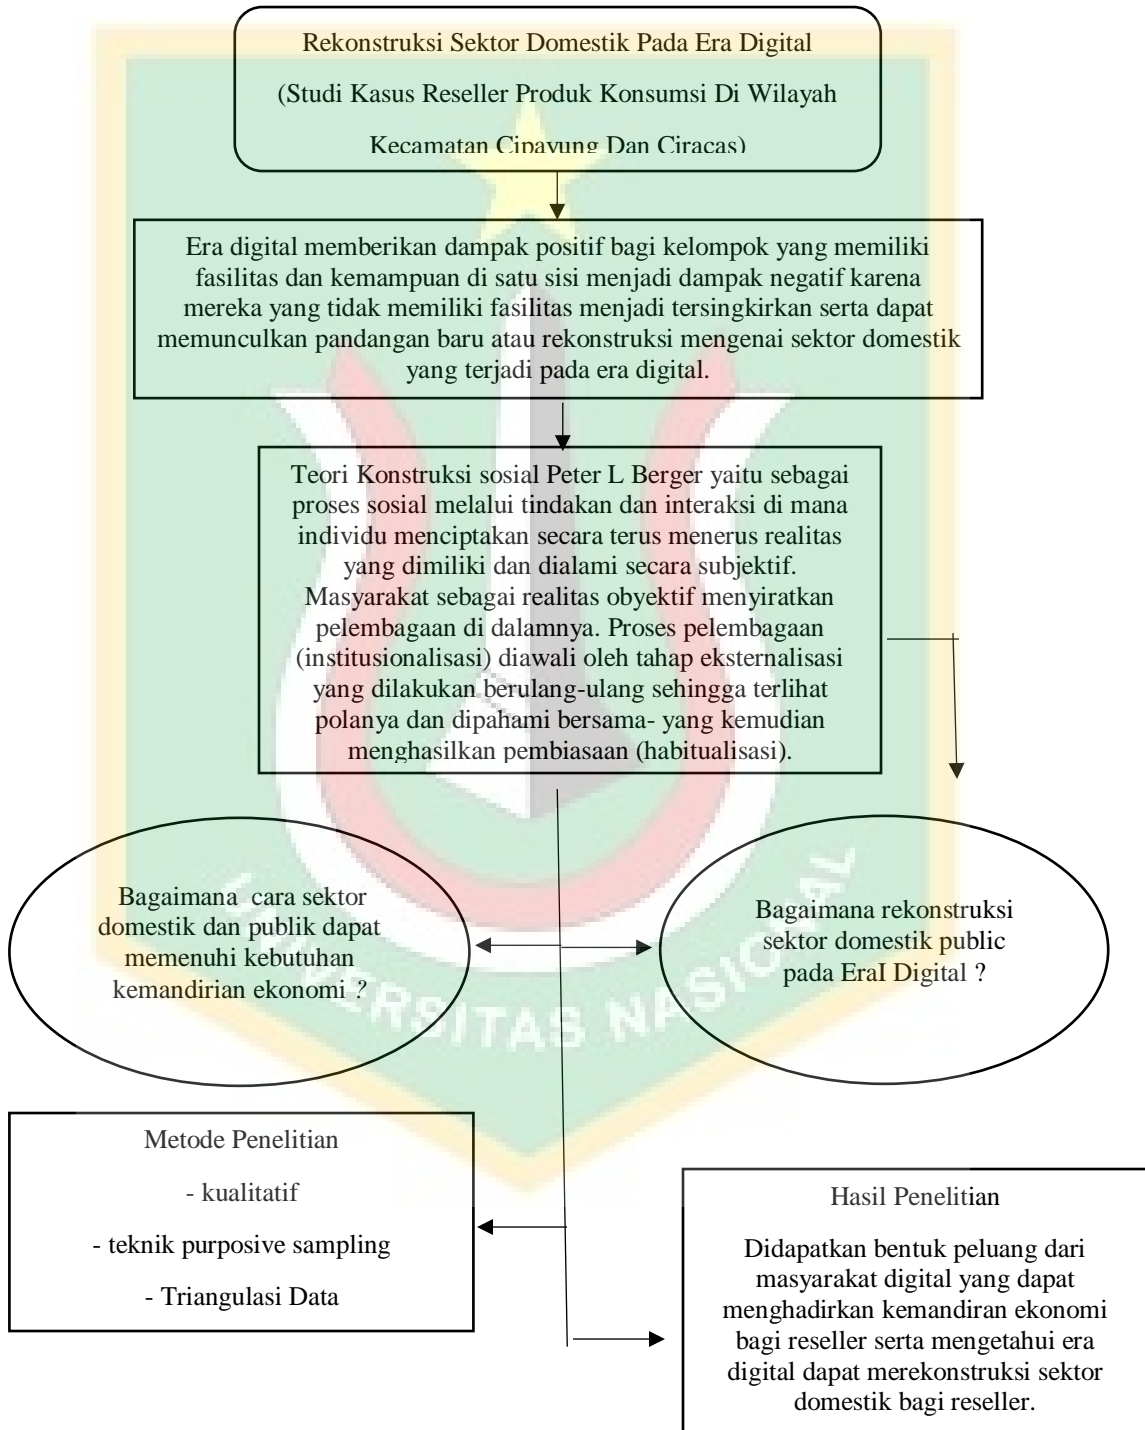 Rekonstruksi Sektor Domestik Pada Era Digital
(Studi Kasus Reseller Produk Konsumsi Di Wilayah
Kecamatan Cipayung Dan Ciracas)
Era digital memberikan dampak positif bagi kelompok yang memiliki
fasilitas dan kemampuan di satu sisi menjadi dampak negatif karena
mereka yang tidak memiliki fasilitas menjadi tersingkirkan serta dapat
memunculkan pandangan baru atau rekonstruksi mengenai sektor domestik
yang terjadi pada era digital.
Teori Konstruksi sosial Peter L Berger yaitu sebagai
proses sosial melalui tindakan dan interaksi di mana
individu menciptakan secara terus menerus realitas
yang dimiliki dan dialami secara subjektif.
Masyarakat sebagai realitas obyektif menyiratkan
pelembagaan di dalamnya. Proses pelembagaan
(institusionalisasi) diawali oleh tahap eksternalisasi
yang dilakukan berulang-ulang sehingga terlihat
polanya dan dipahami bersama- yang kemudian
menghasilkan pembiasaan (habitualisasi).
Bagaimana cara sektor
domestik dan publik dapat
memenuhi kebutuhan
kemandirian ekonomi ?
Bagaimana rekonstruksi
sektor domestik public
pada EraI Digital ?
UNIVERSITAS NASIONAL
Metode Penelitian
- kualitatif
- teknik purposive sampling
- Triangulasi Data
Hasil Penelitian
Didapatkan bentuk peluang dari
masyarakat digital yang dapat
menghadirkan kemandiran ekonomi
bagi reseller serta mengetahui era
digital dapat merekonstruksi sektor
domestik bagi reseller.